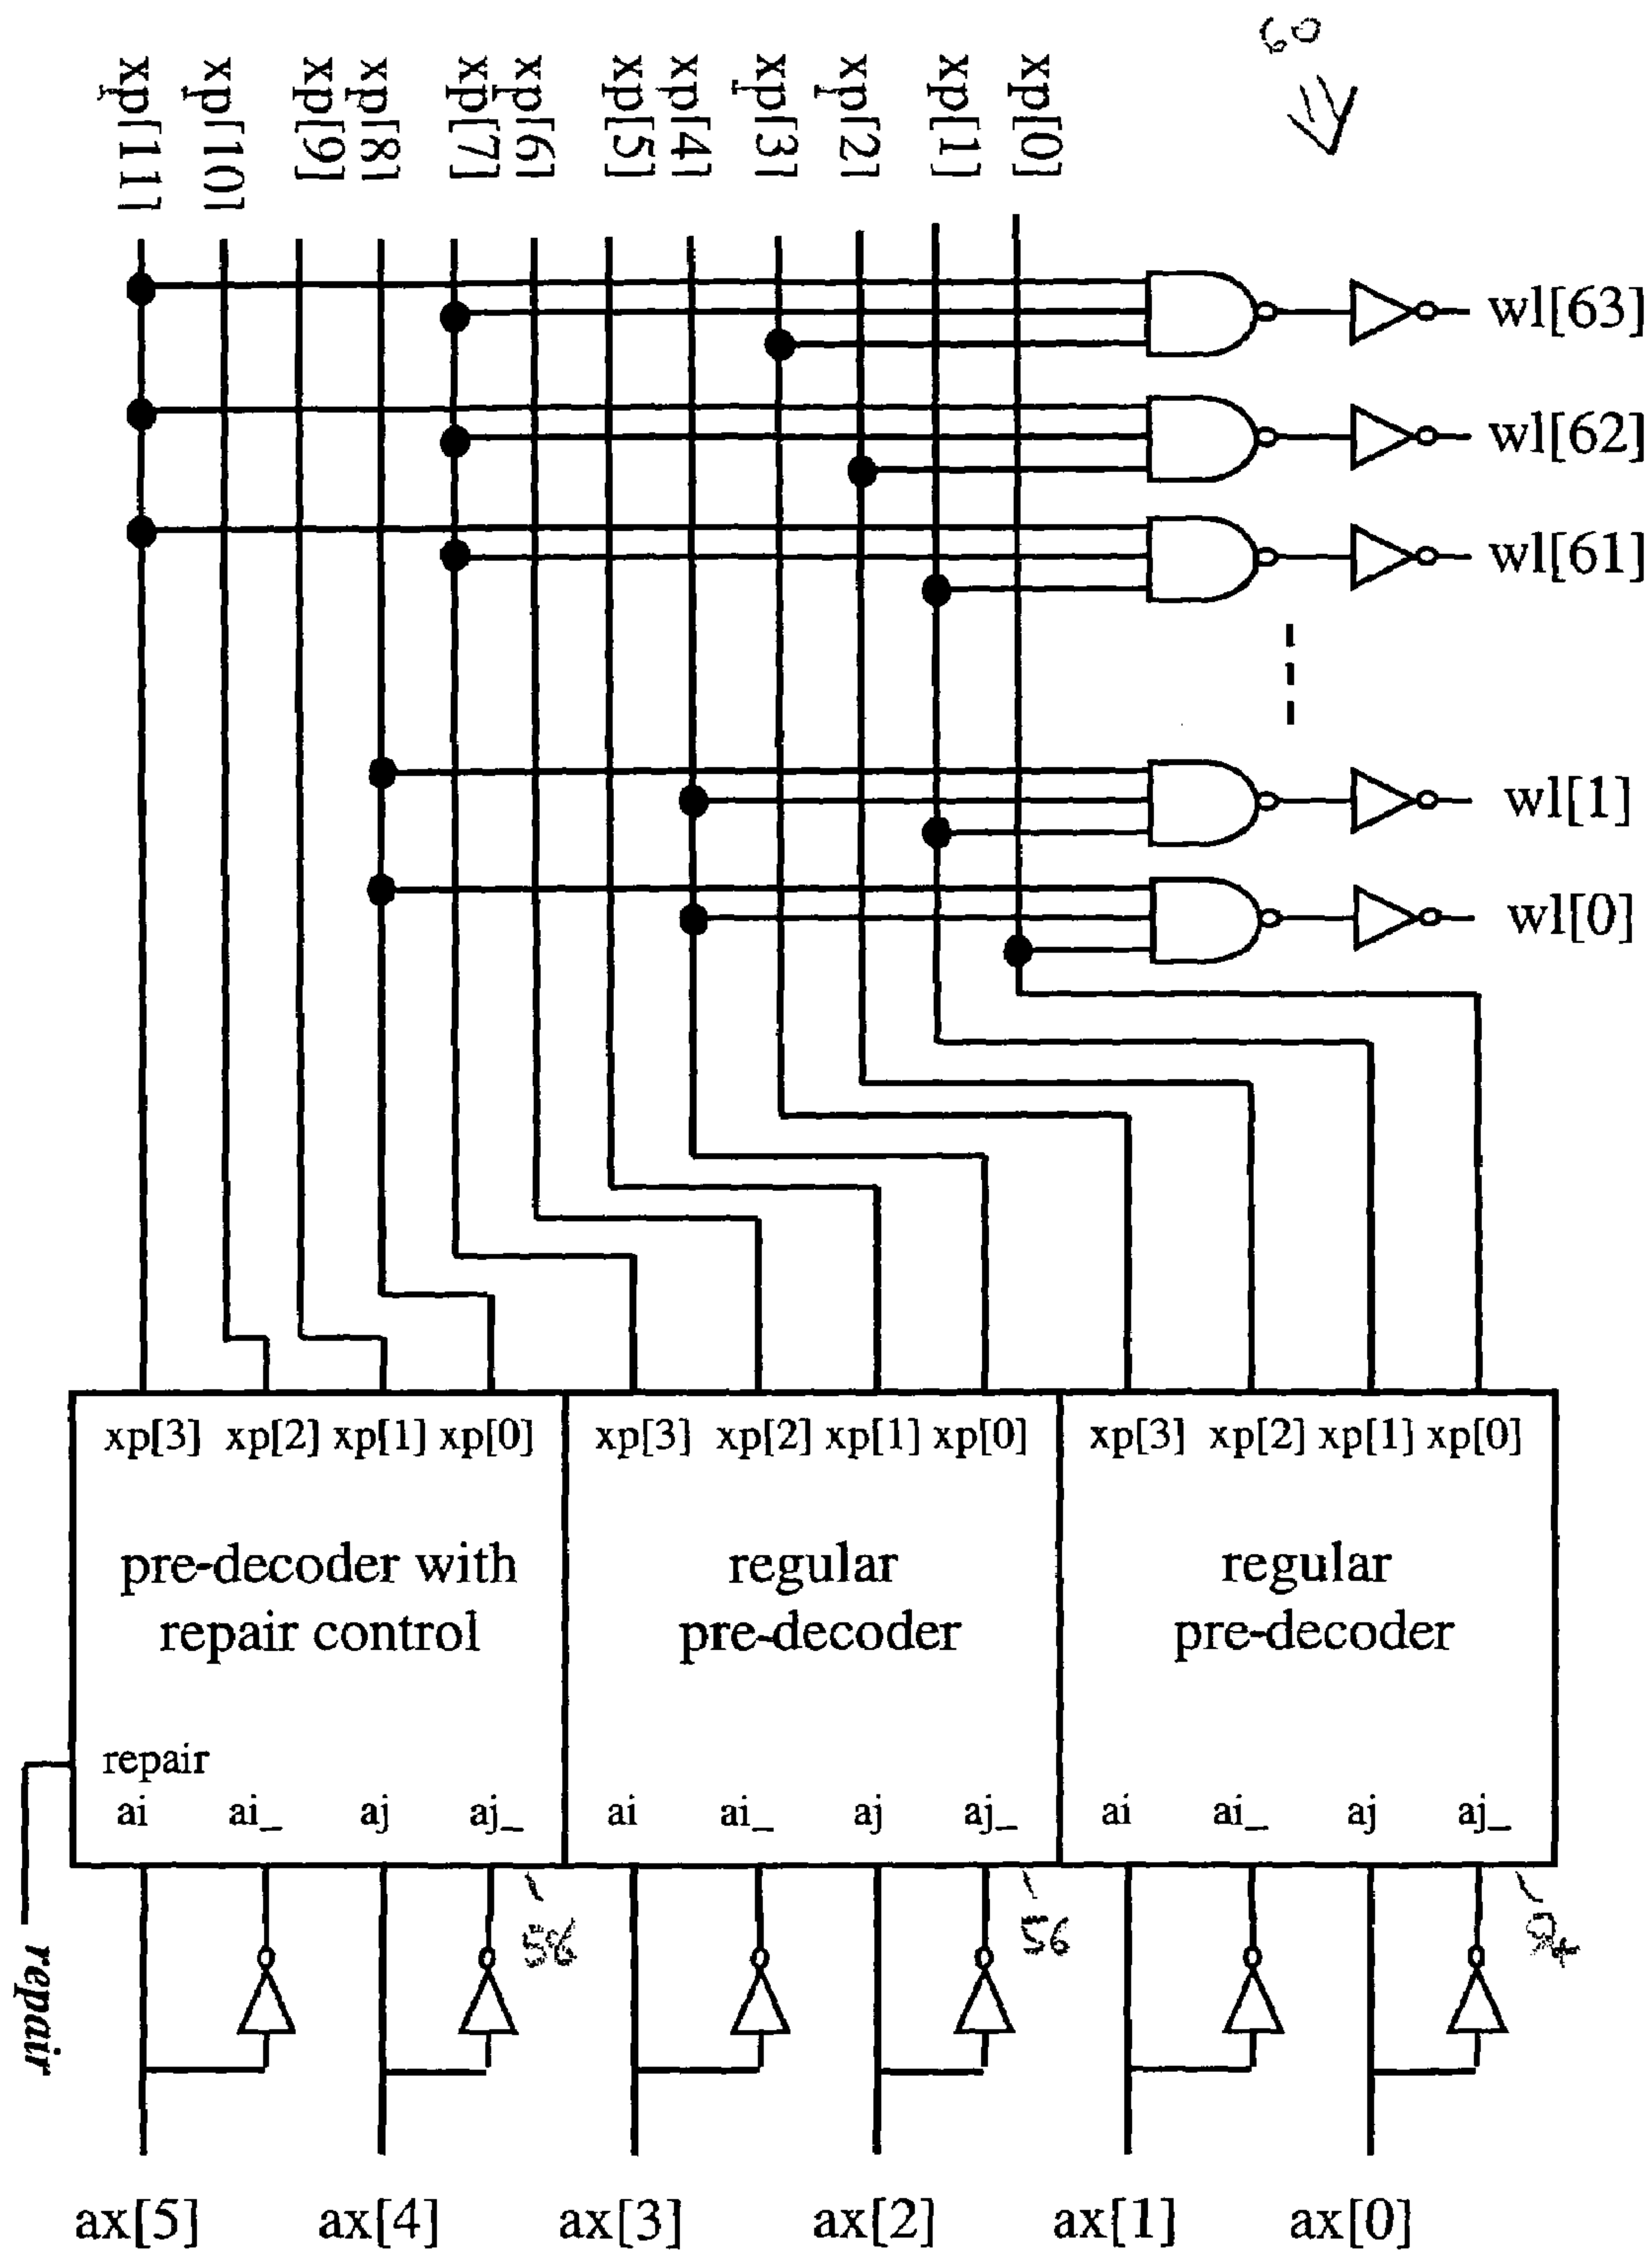 60
xp[11] xp[10] xp[9] xp[8] xp[7] xp[6] xp[5] xp[4] xp[3] xp[2] xp[1] xp[0]
wl[63]
wl[62]
wl[61]
wl[1]
wl[0]
xp[3] xp[2] xp[1] xp[0] xp[3] xp[2] xp[1] xp[0] xp[3] xp[2] xp[1] xp[0]
pre-decoder with
repair control
regular
pre-decoder
regular
pre-decoder
repair
ai ai_ aj aj_ ai ai_ aj aj_ ai ai_ aj aj_
58 56 54
repair
ax[5] ax[4] ax[3] ax[2] ax[1] ax[0]